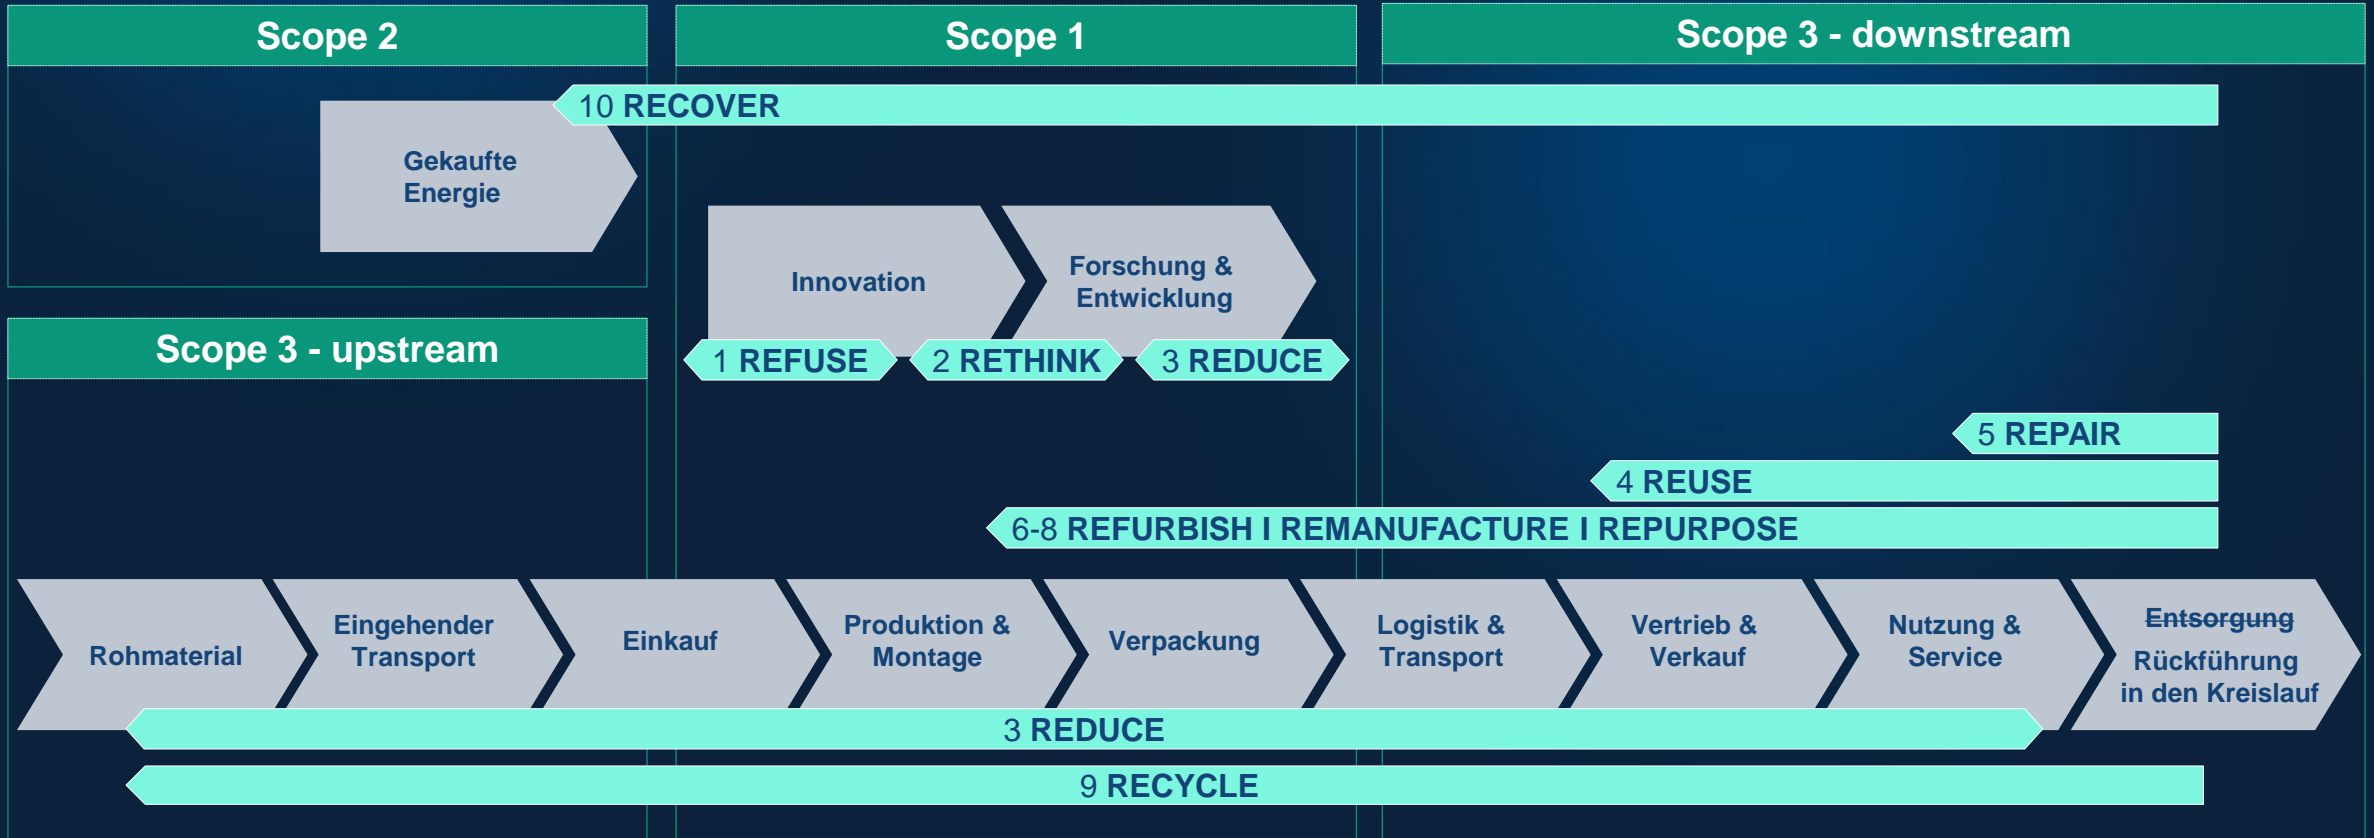 Scope 2
Scope 1
Scope 3 - downstream
10 RECOVER
Gekaufte
Energie
Innovation
Forschung &
Entwicklung
Scope 3 - upstream
1 REFUSE
2 RETHINK
3 REDUCE
5 REPAIR
4 REUSE
6-8 REFURBISH I REMANUFACTURE I REPURPOSE
Rohmaterial
Eingehender
Transport
Einkauf
Produktion &
Montage
Verpackung
Logistik &
Transport
Vertrieb &
Verkauf
Nutzung &
Service
Entsorgung
Rückführung
in den Kreislauf
3 REDUCE
9 RECYCLE